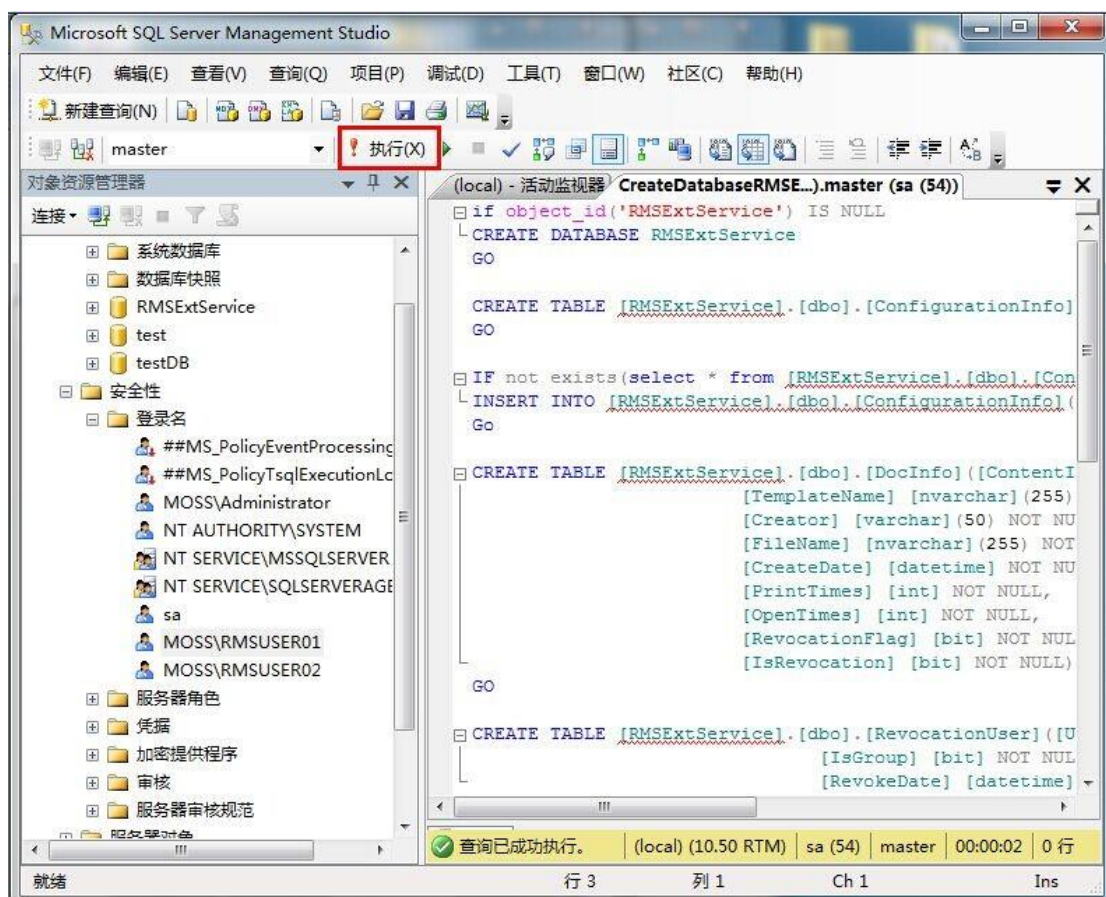 Microsoft SQL Server Management Studio
文件(F) 编辑(E) 查看(V) 查询(Q) 项目(P) 调试(D) 工具(T) 窗口(W) 社区(C) 帮助(H)
新建查询(N)
master 执行(X)
对象资源管理器
连接
系统数据库
数据库快照
RMSExtService
test
testDB
安全性
登录名
##MS_PolicyEventProcessing
##MS_PolicyTsqlExecutionLo
MOSS\Administrator
NT AUTHORITY\SYSTEM
NT SERVICE\MSSQLSERVER
NT SERVICE\SQLSERVERAGE
sa
MOSS\RMSUSER01
MOSS\RMSUSER02
服务器角色
凭据
加密提供程序
审核
服务器审核规范
服务器对象
(local) - 活动监视器 CreateDatabaseRMSE...).master (sa (54))
if object_id('RMSExtService') IS NULL
CREATE DATABASE RMSExtService
GO
CREATE TABLE [RMSExtService].[dbo].[ConfigurationInfo]
GO
IF not exists(select * from [RMSExtService].[dbo].[Con
INSERT INTO [RMSExtService].[dbo].[ConfigurationInfo](
Go
CREATE TABLE [RMSExtService].[dbo].[DocInfo]([ContentI
[TemplateName] [nvarchar](255)
[Creator] [varchar](50) NOT NU
[FileName] [nvarchar](255) NOT
[CreateDate] [datetime] NOT NU
[PrintTimes] [int] NOT NULL,
[OpenTimes] [int] NOT NULL,
[RevocationFlag] [bit] NOT NUL
[IsRevocation] [bit] NOT NULL)
GO
CREATE TABLE [RMSExtService].[dbo].[RevocationUser]([U
[IsGroup] [bit] NOT NUL
[RevokeDate] [datetime]
查询已成功执行。 (local) (10.50 RTM) sa (54) master 00:00:02 0 行
就绪 行 3 列 1 Ch 1 Ins